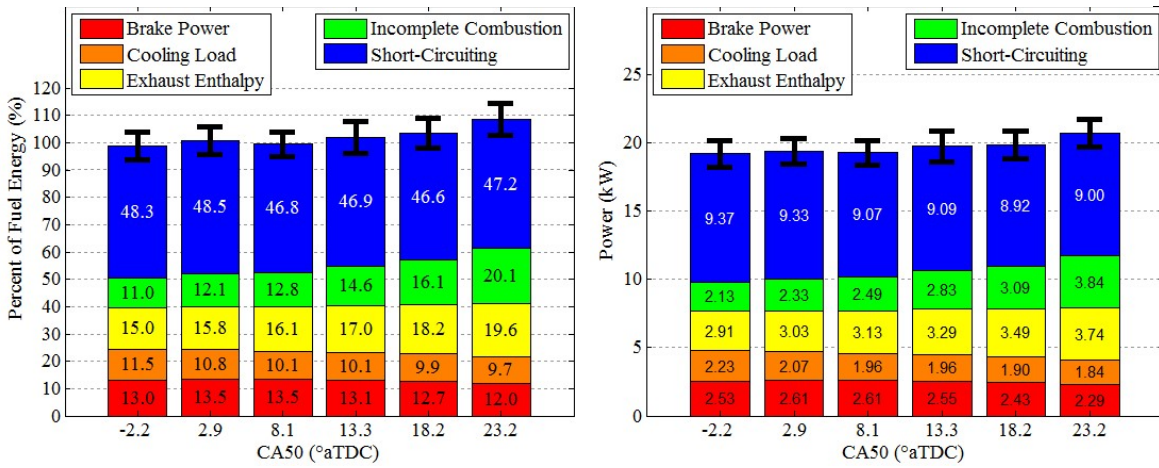 Brake Power
Cooling Load
Exhaust Enthalpy
Incomplete Combustion
Short-Circuiting
Percent of Fuel Energy (%)
120
110
100
90
80
70
60
50
40
30
20
10
0
48.3 48.5 46.8 46.9 46.6 47.2
11.0 12.1 12.8 14.6 16.1 20.1
15.0 15.8 16.1 17.0 18.2 19.6
11.5 10.8 10.1 10.1 9.9 9.7
13.0 13.5 13.5 13.1 12.7 12.0
-2.2 2.9 8.1 13.3 18.2 23.2
CA50 (°aTDC)
Brake Power
Cooling Load
Exhaust Enthalpy
Incomplete Combustion
Short-Circuiting
Power (kW)
25
20
15
10
5
0
9.37 9.33 9.07 9.09 8.92 9.00
2.13 2.33 2.49 2.83 3.09 3.84
2.91 3.03 3.13 3.29 3.49 3.74
2.23 2.07 1.96 1.96 1.90 1.84
2.53 2.61 2.61 2.55 2.43 2.29
-2.2 2.9 8.1 13.3 18.2 23.2
CA50 (°aTDC)